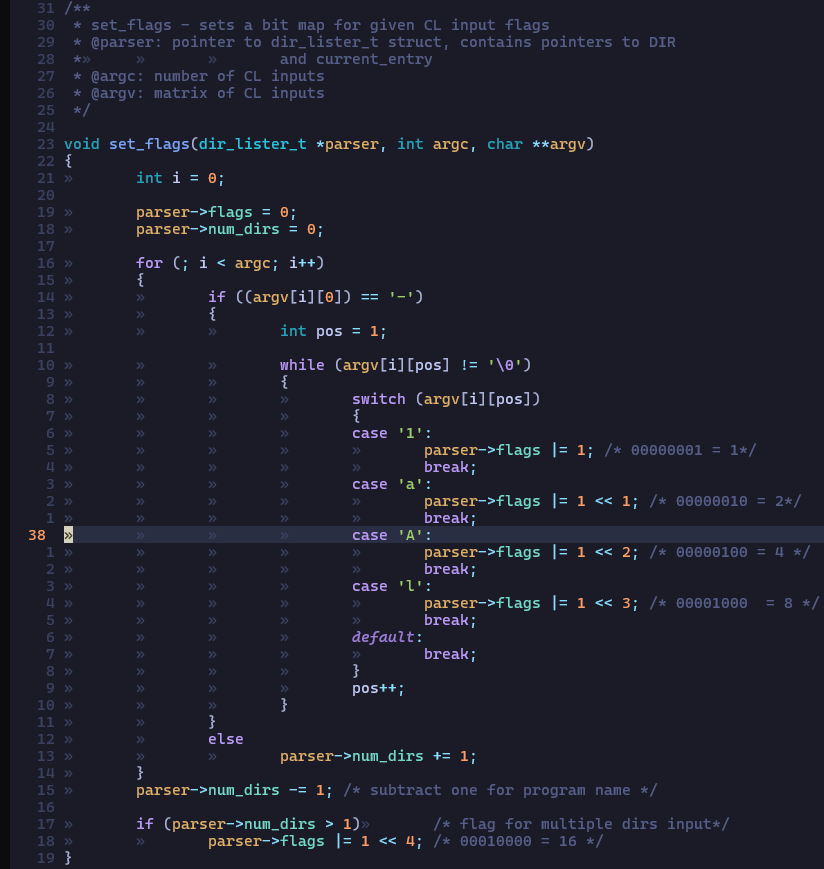 31 /**
30  * set_flags - sets a bit map for given CL input flags
29  * @parser: pointer to dir_lister_t struct, contains pointers to DIR
28  *»     »       »       and current_entry
27  * @argc: number of CL inputs
26  * @argv: matrix of CL inputs
25  */
24
23 void set_flags(dir_lister_t *parser, int argc, char **argv)
22 {
21 »       int i = 0;
20
19 »       parser->flags = 0;
18 »       parser->num_dirs = 0;
17
16 »       for (; i < argc; i++)
15 »       {
14 »       »       if ((argv[i][0]) == '-')
13 »       »       {
12 »       »       »       int pos = 1;
11
10 »       »       »       while (argv[i][pos] != '\0')
9 »       »       »       {
8 »       »       »       »       switch (argv[i][pos])
7 »       »       »       »       {
6 »       »       »       »       case '1':
5 »       »       »       »       »       parser->flags |= 1; /* 00000001 = 1*/
4 »       »       »       »       »       break;
3 »       »       »       »       case 'a':
2 »       »       »       »       »       parser->flags |= 1 << 1; /* 00000010 = 2*/
1 »       »       »       »       »       break;
38 »       »       »       »       case 'A':
1 »       »       »       »       »       parser->flags |= 1 << 2; /* 00000100 = 4 */
2 »       »       »       »       »       break;
3 »       »       »       »       case 'l':
4 »       »       »       »       »       parser->flags |= 1 << 3; /* 00001000  = 8 */
5 »       »       »       »       »       break;
6 »       »       »       »       default:
7 »       »       »       »       »       break;
8 »       »       »       »       }
9 »       »       »       »       pos++;
10 »       »       »       }
11 »       »       }
12 »       »       else
13 »       »       »       parser->num_dirs += 1;
14 »       }
15 »       parser->num_dirs -= 1; /* subtract one for program name */
16
17 »       if (parser->num_dirs > 1)»       /* flag for multiple dirs input*/
18 »       »       parser->flags |= 1 << 4; /* 00010000 = 16 */
19 }